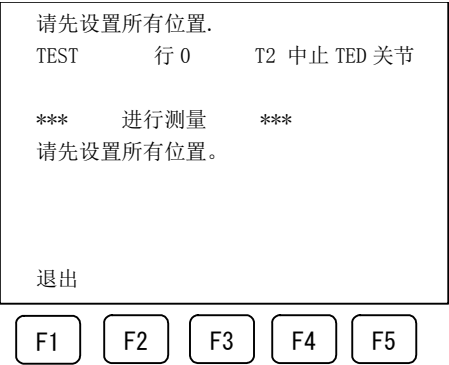 请先设置所有位置.
TEST 行 0 T2 中止 TED 关节
*** 进行测量 ***
请先设置所有位置。
退出
F1 F2 F3 F4 F5